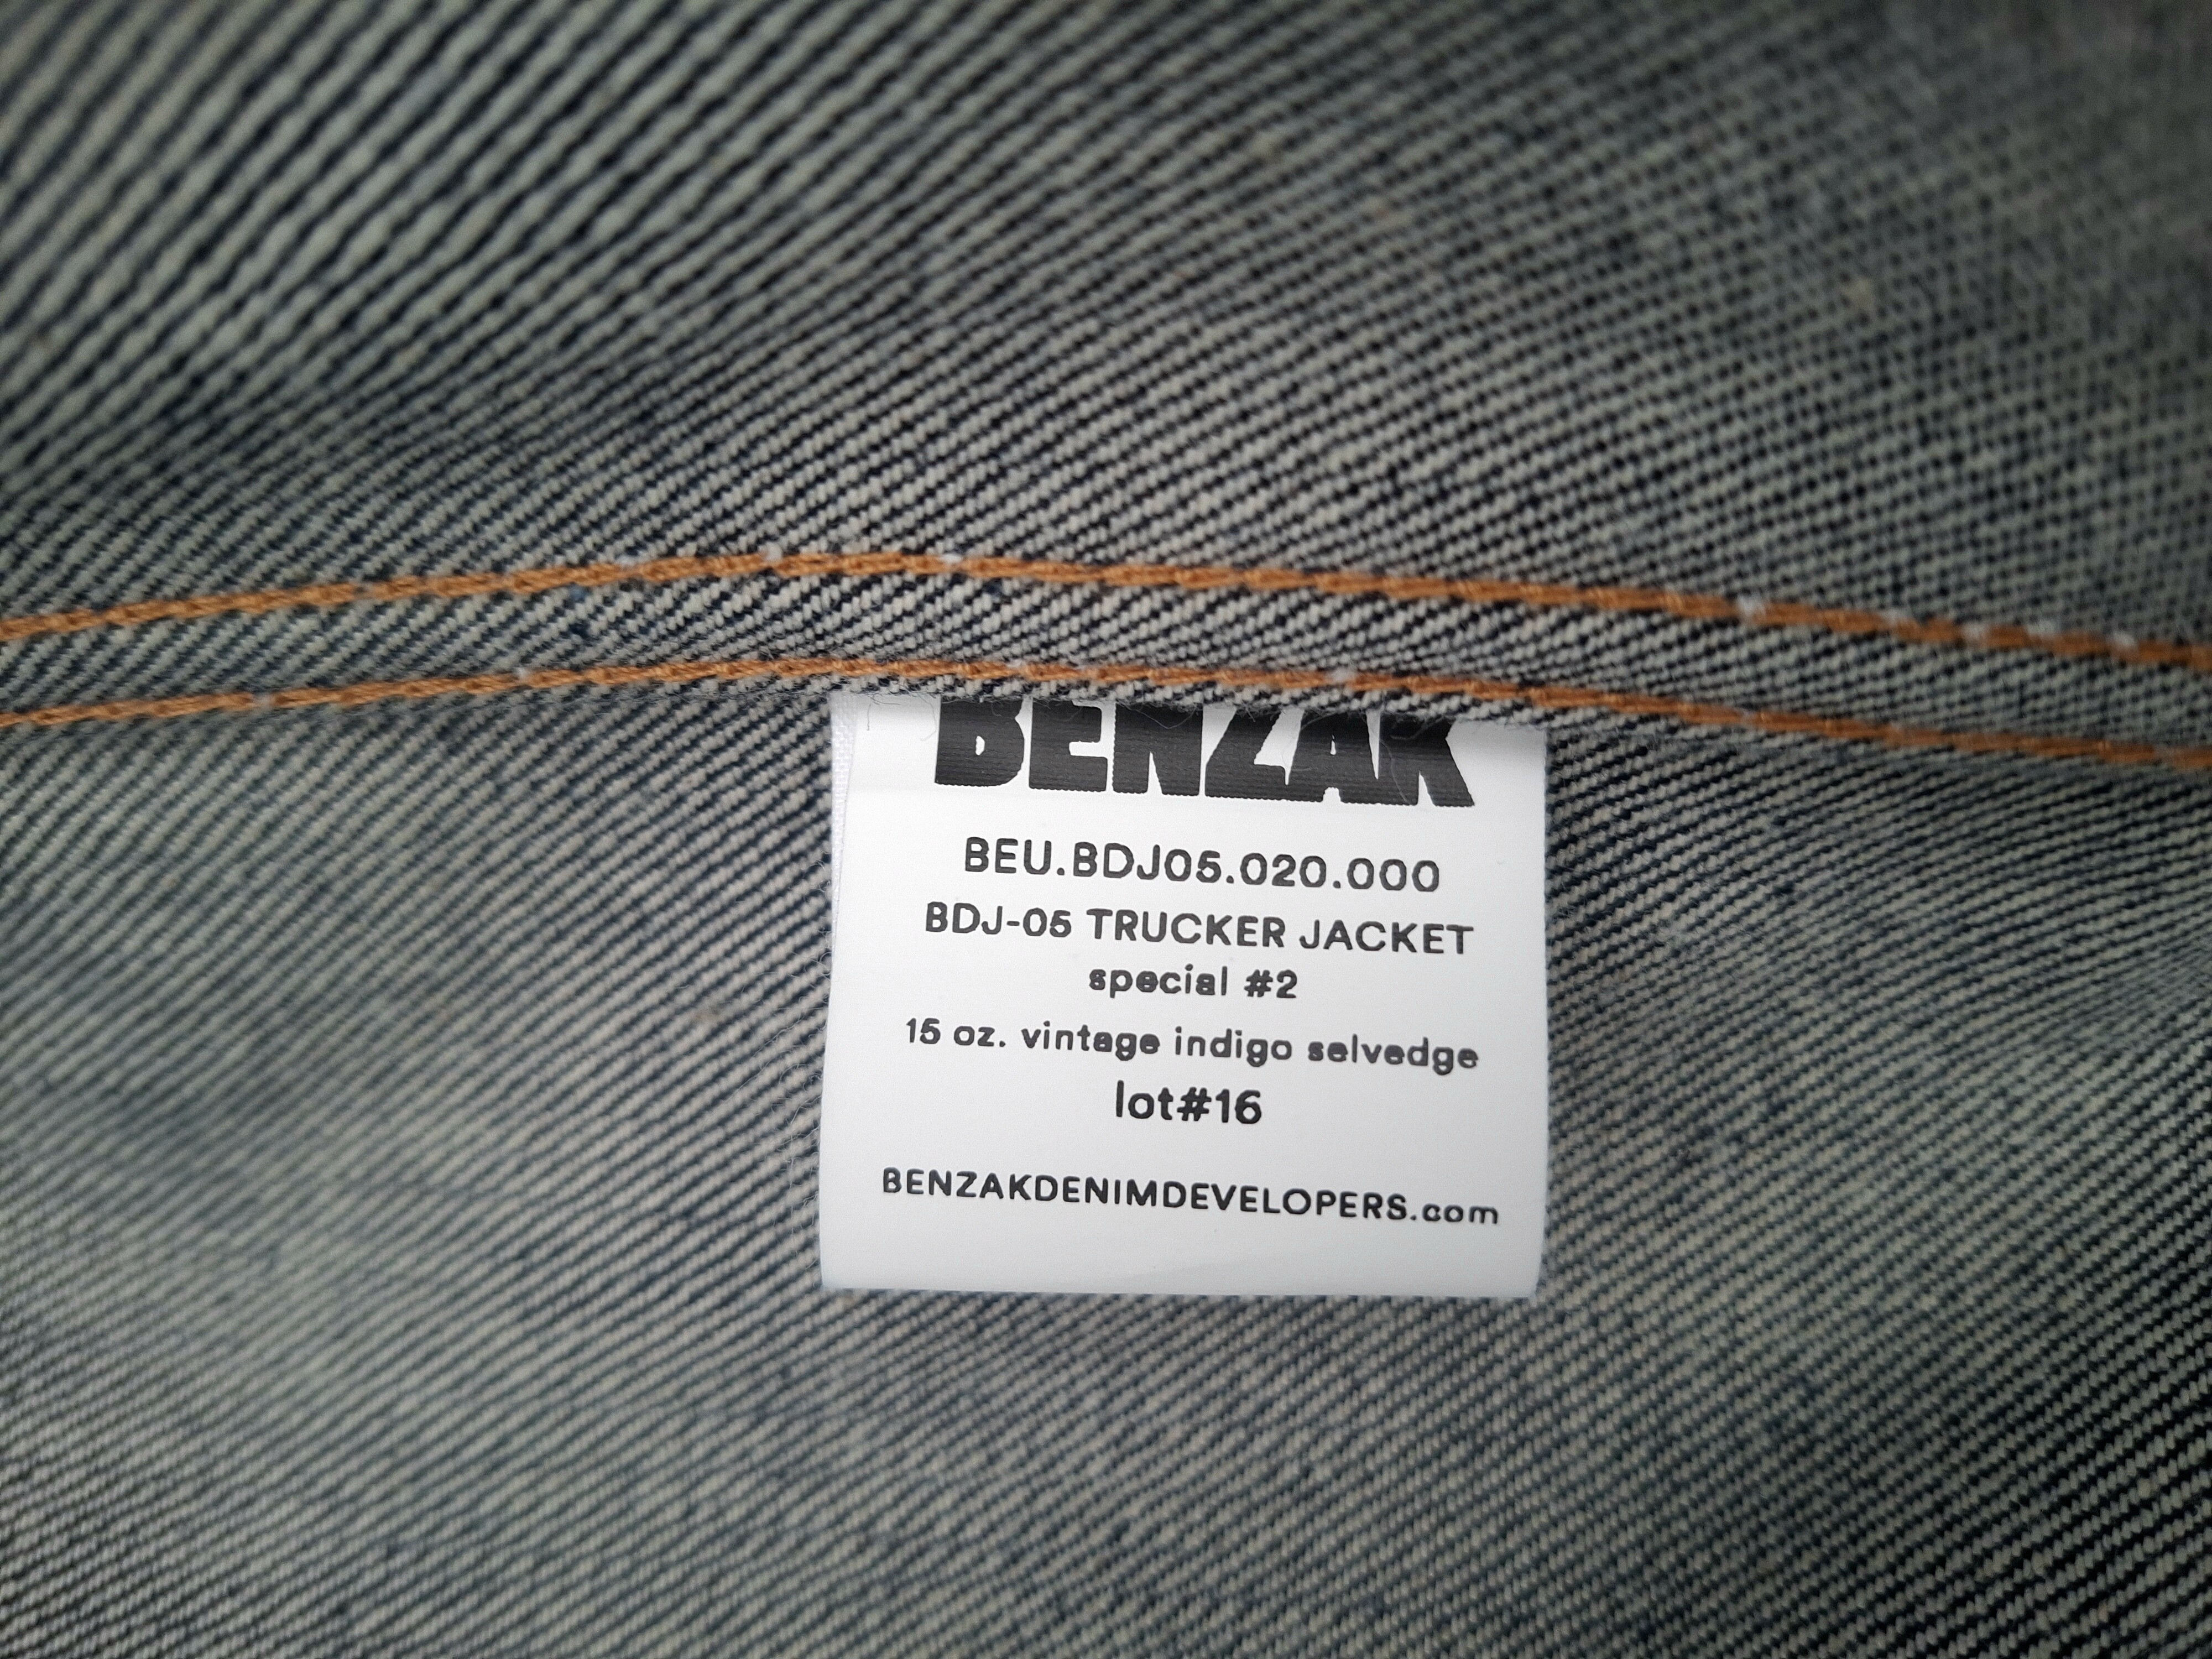 BENZAK
BEU.BDJ05.020.000
BDJ-05 TRUCKER JACKET
special #2
15 oz. vintage indigo selvedge
lot#16
BENZAKDENIMDEVELOPERS.com